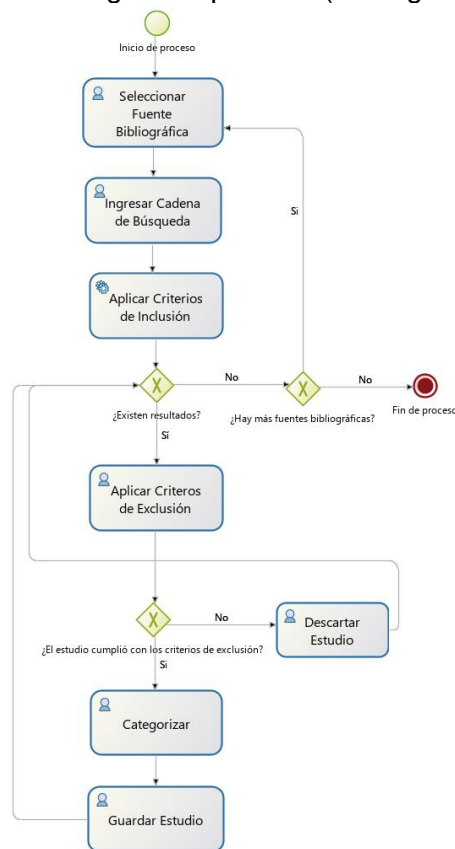 Inicio de proceso
Seleccionar
Fuente
Bibliográfica
Ingresar Cadena
de Búsqueda
Si
Aplicar Criterios
de Inclusión
No
No
¿Existen resultados?
¿Hay más fuentes bibliográficas?
Fin de proceso
Sí
Aplicar Criteros
de Exclusión
No
Descartar
Estudio
¿El estudio cumplió con los criterios de exclusión?
Si
Categorizar
Guardar Estudio